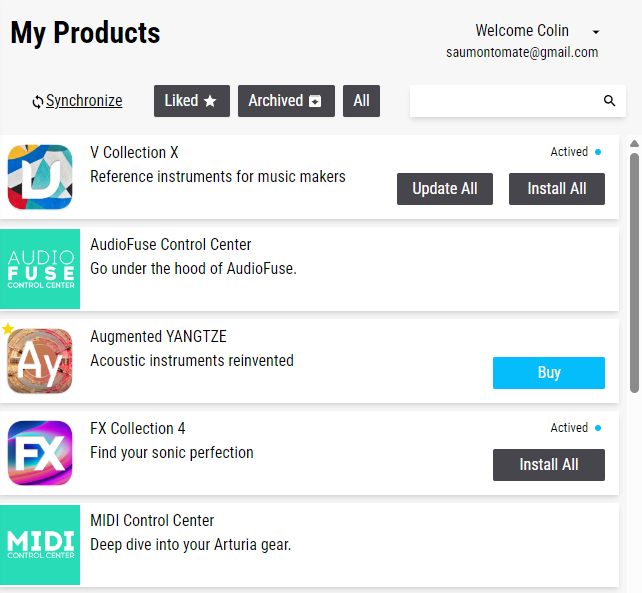 My Products
Welcome Colin
saumontomate@gmail.com
Synchronize
Liked
Archived
All
V Collection X
Actived
Reference instruments for music makers
Update All
Install All
AUDIO
FUSE
CONTROL CENTER
AudioFuse Control Center
Go under the hood of AudioFuse.
Ay
Augmented YANGTZE
Acoustic instruments reinvented
Buy
FX
FX Collection 4
Actived
Find your sonic perfection
Install All
MIDI
CONTROL CENTER
MIDI Control Center
Deep dive into your Arturia gear.